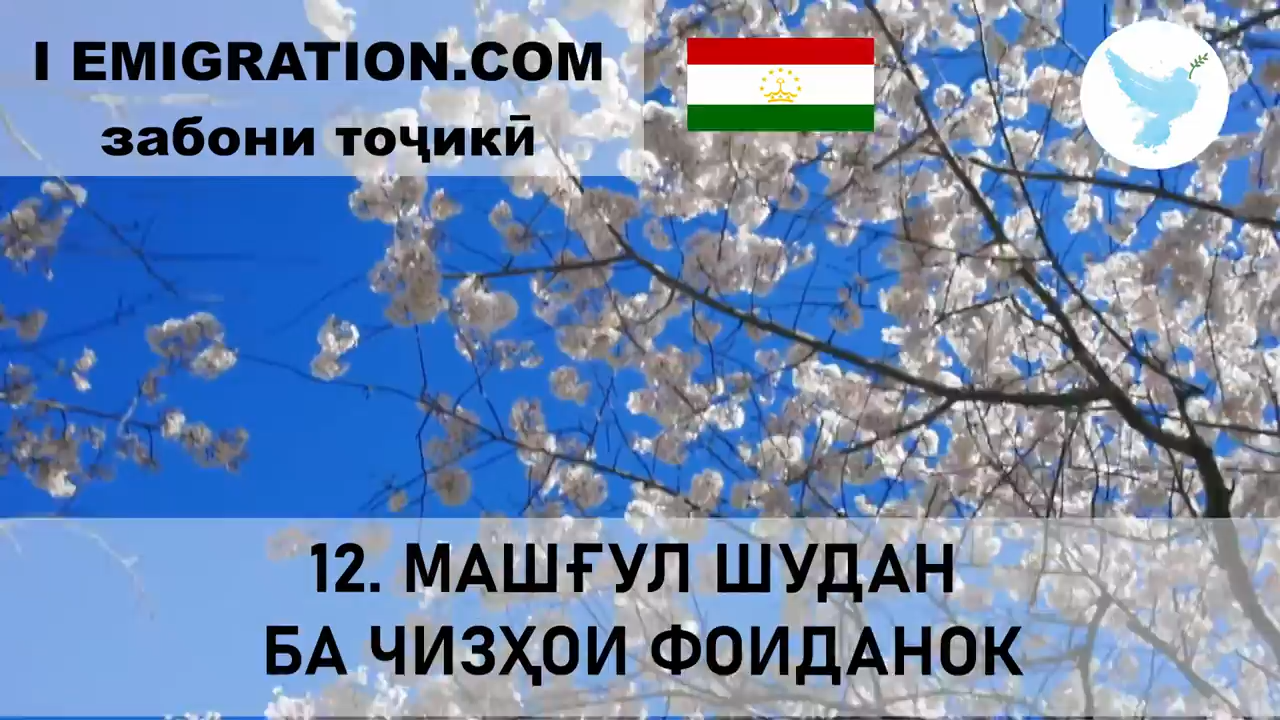 I EMIGRATION.COM
забони тоҷикӣ
12. МАШҒУЛ ШУДАН
БА ЧИЗҲОИ ФОИДАНОК